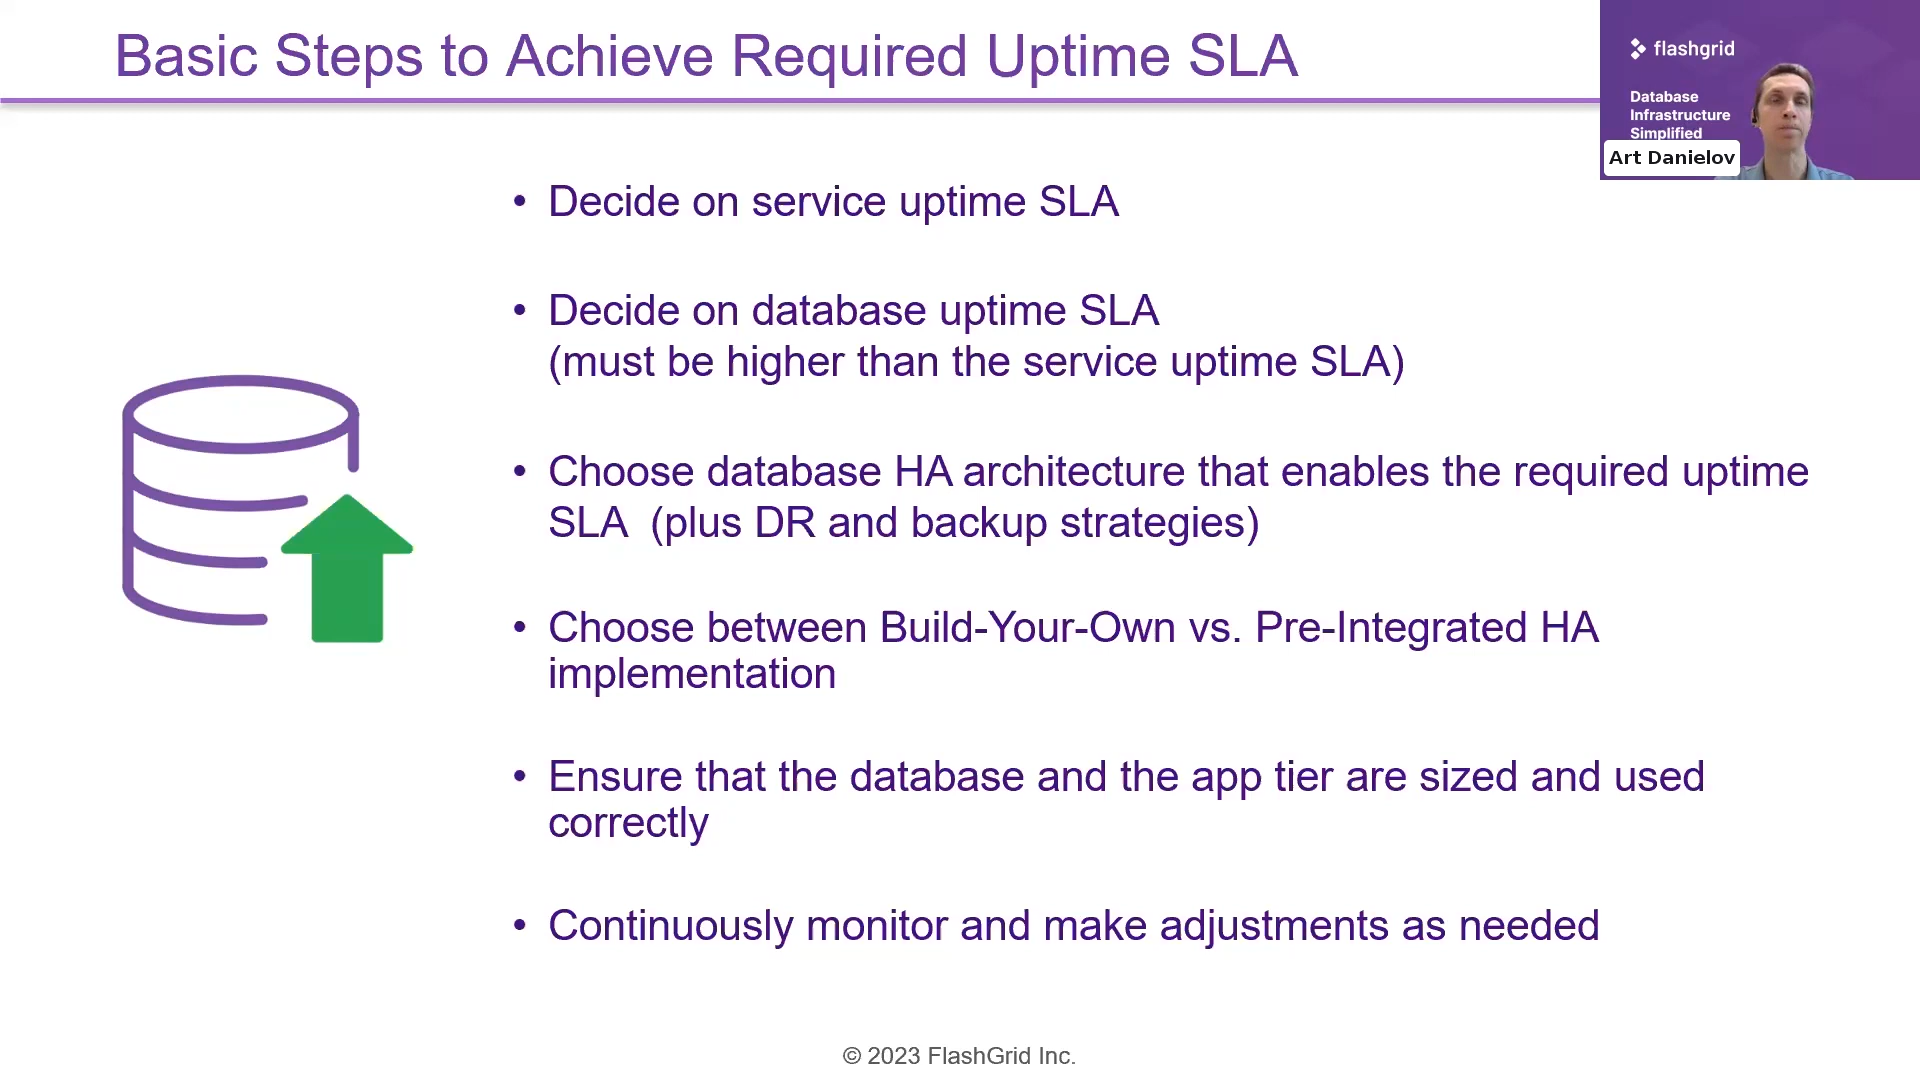 Basic Steps to Achieve Required Uptime SLA
flashgrid
Database
Infrastructure
Simplified
Art Danielov
• Decide on service uptime SLA
• Decide on database uptime SLA
(must be higher than the service uptime SLA)
• Choose database HA architecture that enables the required uptime
SLA (plus DR and backup strategies)
• Choose between Build-Your-Own vs. Pre-Integrated HA
implementation
• Ensure that the database and the app tier are sized and used
correctly
• Continuously monitor and make adjustments as needed
© 2023 FlashGrid Inc.